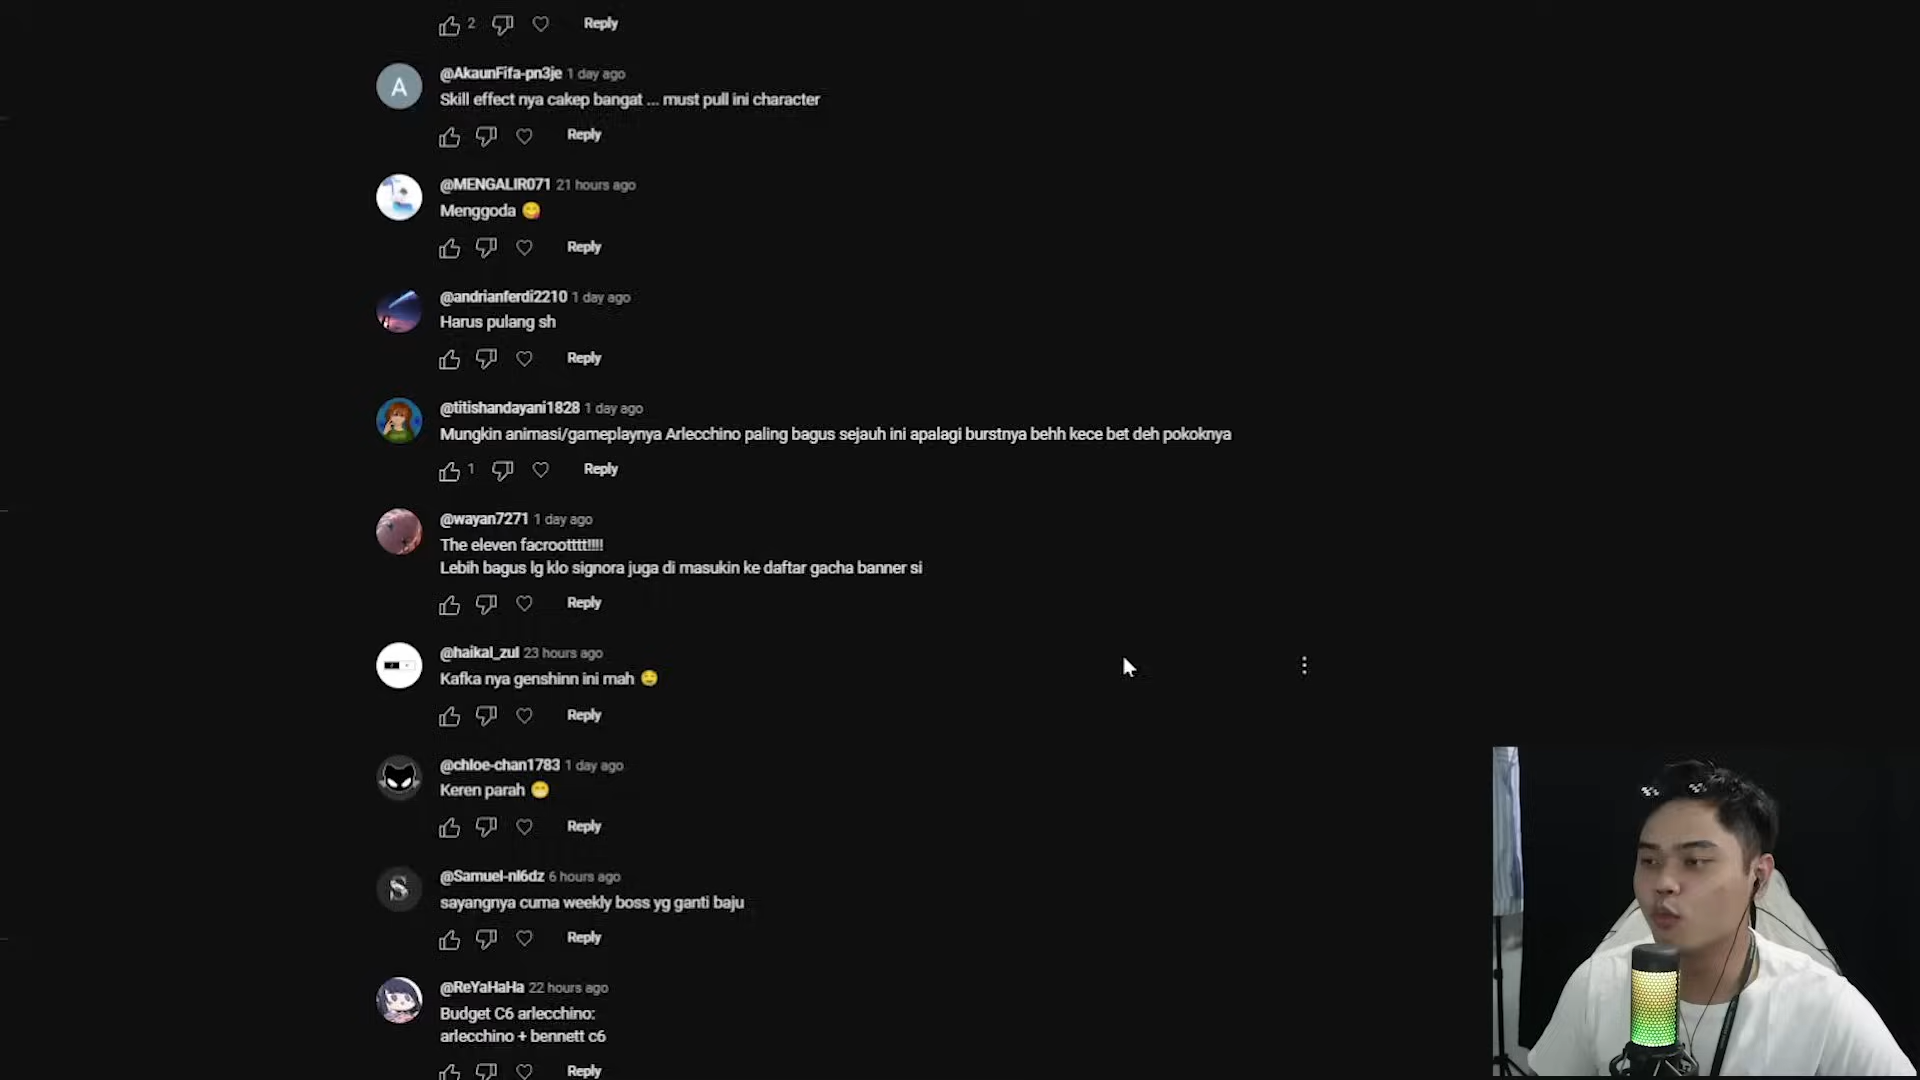 2 Reply
@AkaunFifa-pn3je 1 day ago
Skill effect nya cakep bangat ... must pull ini character
Reply
@MENGALIR071 21 hours ago
Menggoda 😋
Reply
@andrianferdi2210 1 day ago
Harus pulang sh
Reply
@titishandayani1828 1 day ago
Mungkin animasi/gameplaynya Arlecchino paling bagus sejauh ini apalagi burstnya behh kece bet deh pokoknya
1 Reply
@wayan7271 1 day ago
The eleven facrootttt!!!!
Lebih bagus lg klo signora juga di masukin ke daftar gacha banner si
Reply
@haikal_zul 23 hours ago
Kafka nya genshinn ini mah 🤤
Reply
@chloe-chan1783 1 day ago
Keren parah 😁
Reply
@Samuel-nl6dz 6 hours ago
sayangnya cuma weekly boss yg ganti baju
Reply
@ReYaHaHa 22 hours ago
Budget C6 arlecchino:
arlecchino + bennett c6
Reply
A
S